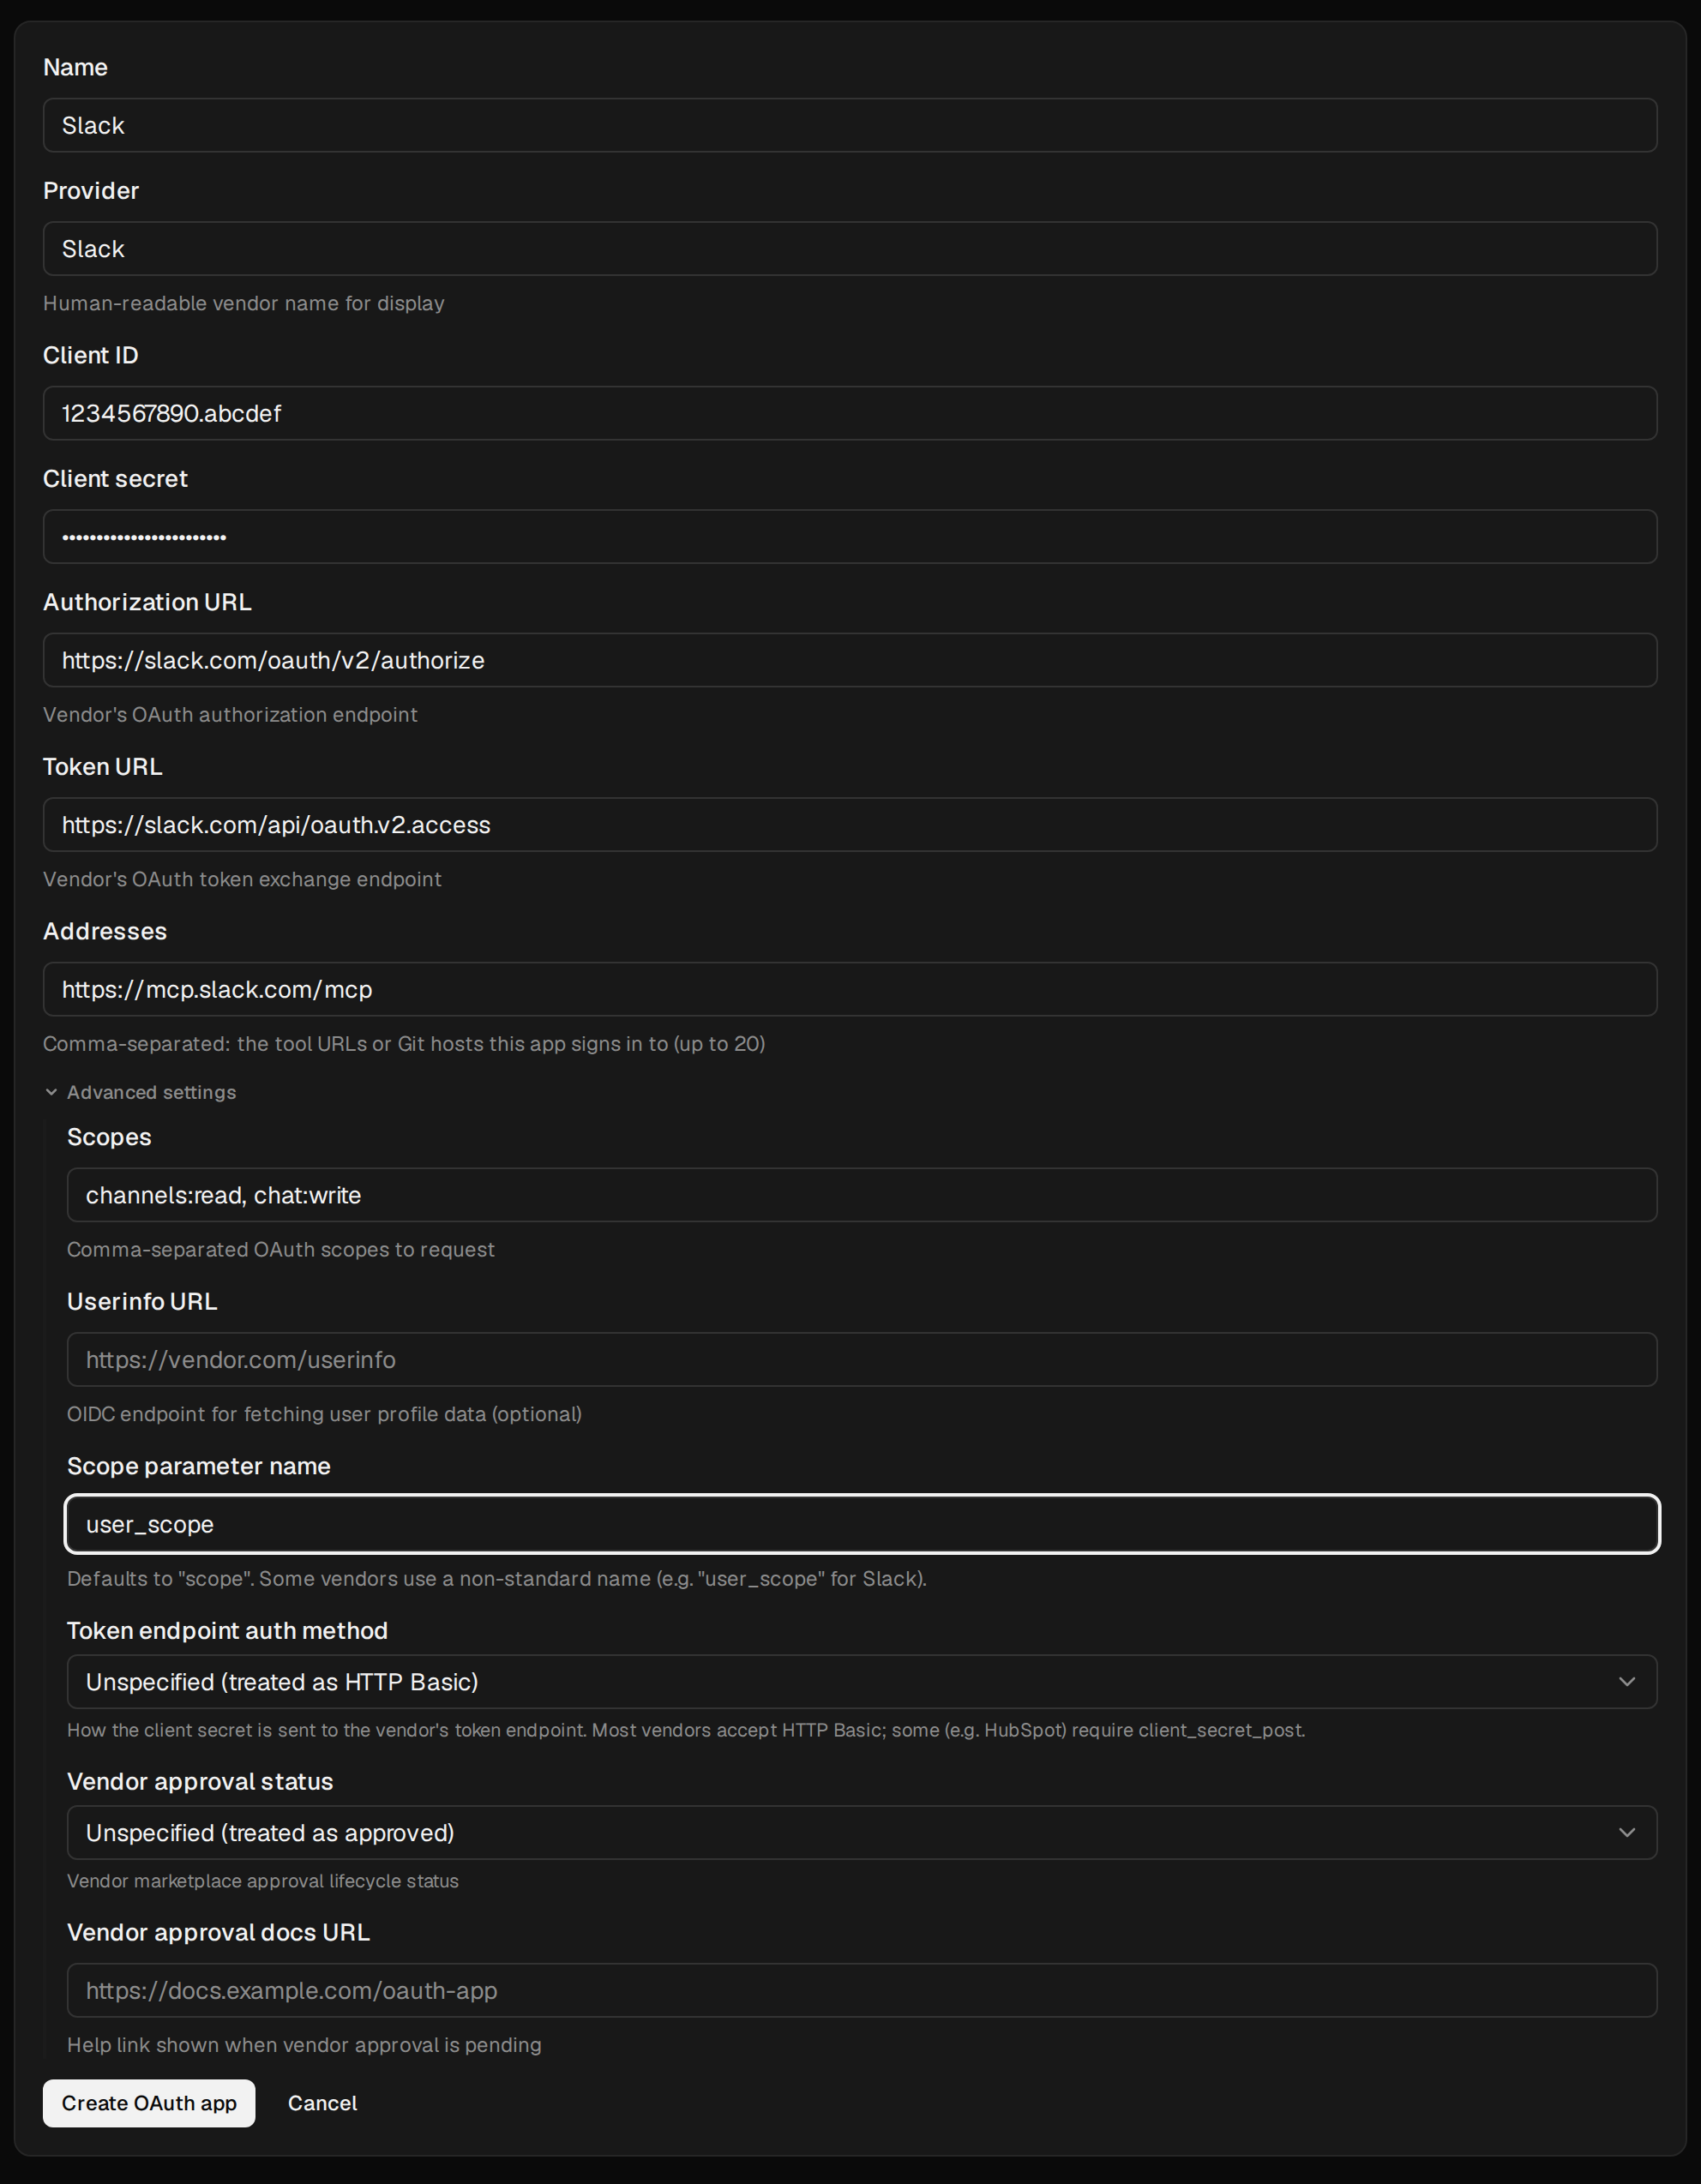 Name
Slack
Provider
Slack
Human-readable vendor name for display
Client ID
1234567890.abcdef
Client secret
••••••••••••••••••••••••
Authorization URL
https://slack.com/oauth/v2/authorize
Vendor's OAuth authorization endpoint
Token URL
https://slack.com/api/oauth.v2.access
Vendor's OAuth token exchange endpoint
Addresses
https://mcp.slack.com/mcp
Comma-separated: the tool URLs or Git hosts this app signs in to (up to 20)
Advanced settings
Scopes
channels:read, chat:write
Comma-separated OAuth scopes to request
Userinfo URL
https://vendor.com/userinfo
OIDC endpoint for fetching user profile data (optional)
Scope parameter name
user_scope
Defaults to "scope". Some vendors use a non-standard name (e.g. "user_scope" for Slack).
Token endpoint auth method
Unspecified (treated as HTTP Basic)
How the client secret is sent to the vendor's token endpoint. Most vendors accept HTTP Basic; some (e.g. HubSpot) require client_secret_post.
Vendor approval status
Unspecified (treated as approved)
Vendor marketplace approval lifecycle status
Vendor approval docs URL
https://docs.example.com/oauth-app
Help link shown when vendor approval is pending
Create OAuth app
Cancel